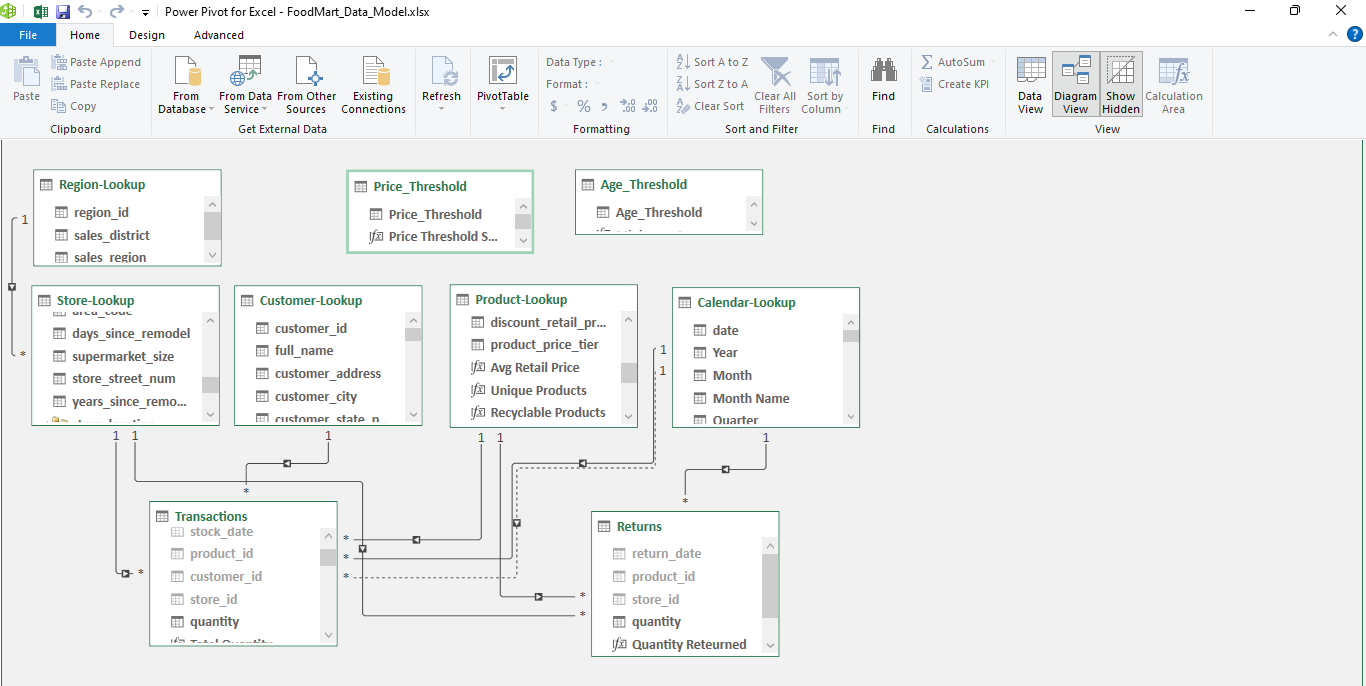 Power Pivot for Excel - FoodMart_Data_Model.xlsx
File Home Design Advanced
Paste
Paste Append
Paste Replace
Copy
Clipboard
From Database
From Data Service
From Other Sources
Existing Connections
Get External Data
Refresh
PivotTable
Data Type :
Format :
$ % ,
Formatting
Sort A to Z
Sort Z to A
Clear Sort
Clear All Filters
Sort by Column
Sort and Filter
Find
Find
AutoSum
Create KPI
Calculations
Data View
Diagram View
Show Hidden
Calculation Area
View
Region-Lookup
region_id
sales_district
sales_region
Price_Threshold
Price_Threshold
Price Threshold S...
Age_Threshold
Age_Threshold
1
*
Store-Lookup
area_code
days_since_remodel
supermarket_size
store_street_num
years_since_remo...
Customer-Lookup
customer_id
full_name
customer_address
customer_city
customer_state_p
Product-Lookup
discount_retail_pr...
product_price_tier
Avg Retail Price
Unique Products
Recyclable Products
1
1
Calendar-Lookup
date
Year
Month
Month Name
Quarter
1 1 1 1 1 1
* *
Transactions
stock_date
product_id
customer_id
store_id
quantity
Total Quantity
*
*
*
*
*
*
Returns
return_date
product_id
store_id
quantity
Quantity Reteurned